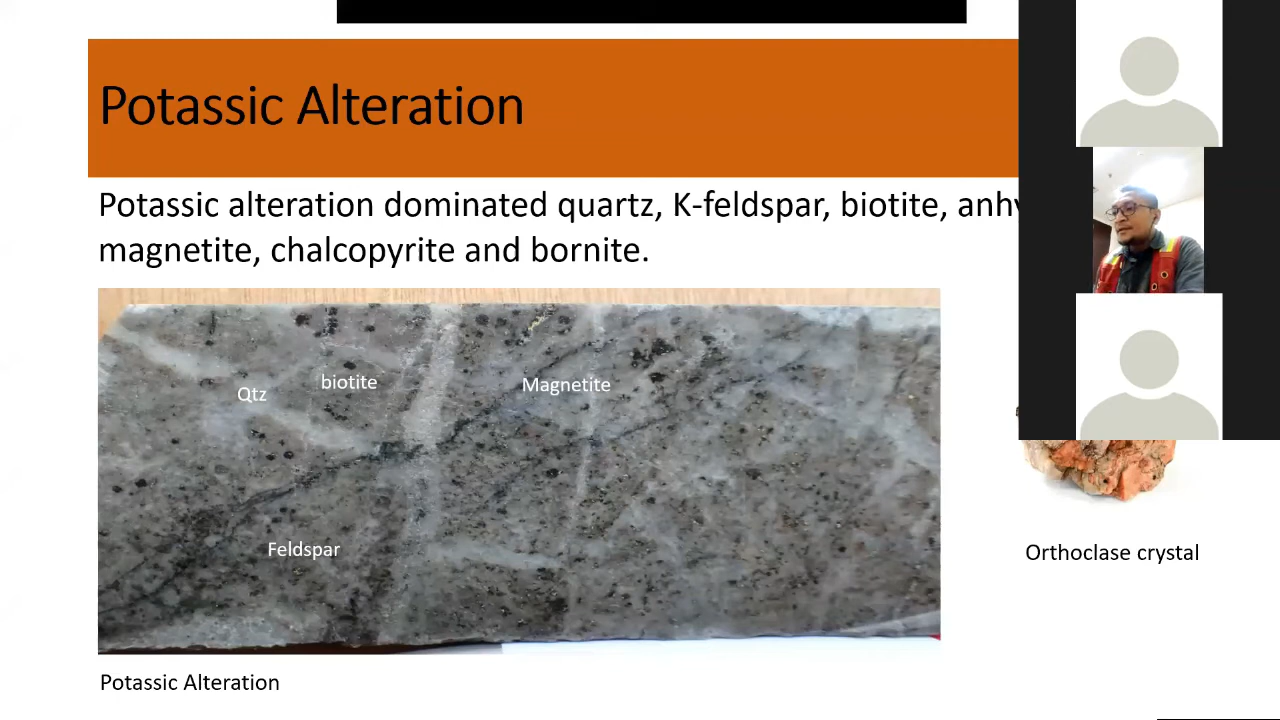 Potassic Alteration
Potassic alteration dominated quartz, K-feldspar, biotite,
magnetite, chalcopyrite and bornite.
Qtz
biotite
Magnetite
Feldspar
Orthoclase crystal
Potassic Alteration